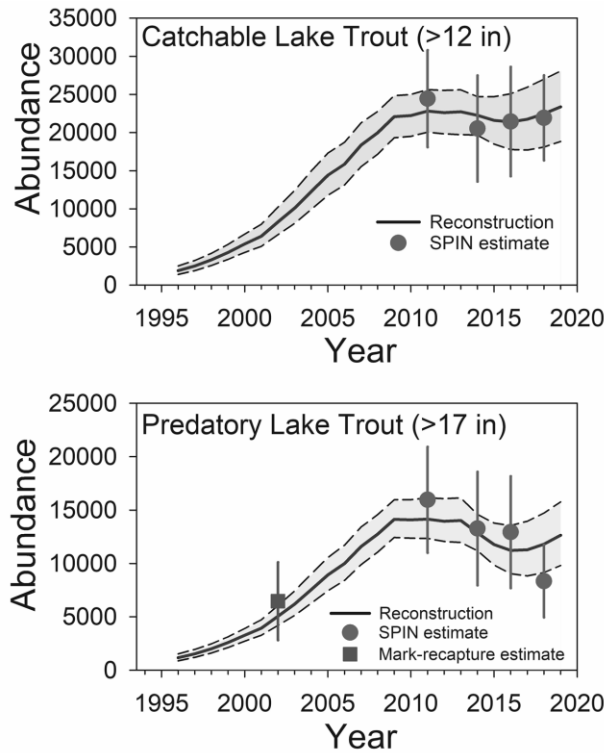 Catchable Lake Trout (>12 in)
Abundance
35000
30000
25000
20000
15000
10000
5000
0
Reconstruction
SPIN estimate
1995 2000 2005 2010 2015 2020
Year
Predatory Lake Trout (>17 in)
Abundance
25000
20000
15000
10000
5000
0
Reconstruction
SPIN estimate
Mark-recapture estimate
1995 2000 2005 2010 2015 2020
Year